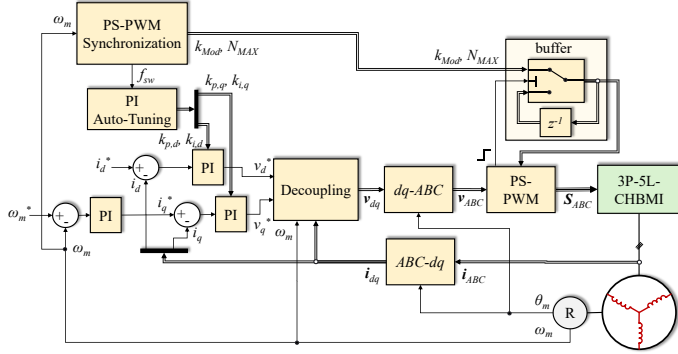 ω_m
PS-PWM
Synchronization
k_Mod, N_MAX
k_Mod, N_MAX
buffer
z^-1
f_sw
PI
Auto-Tuning
k_p,q, k_i,q
k_p,d, k_i,d
i_d^*
+
-
i_d
PI
v_d^*
Decoupling
v_dq
dq-ABC
v_ABC
PS-
PWM
S_ABC
3P-5L-
CHBMI
ω_m^*
+
-
PI
i_q^*
+
-
i_q
PI
v_q^*
ω_m
ω_m
i_dq
ABC-dq
i_ABC
θ_m
R
ω_m